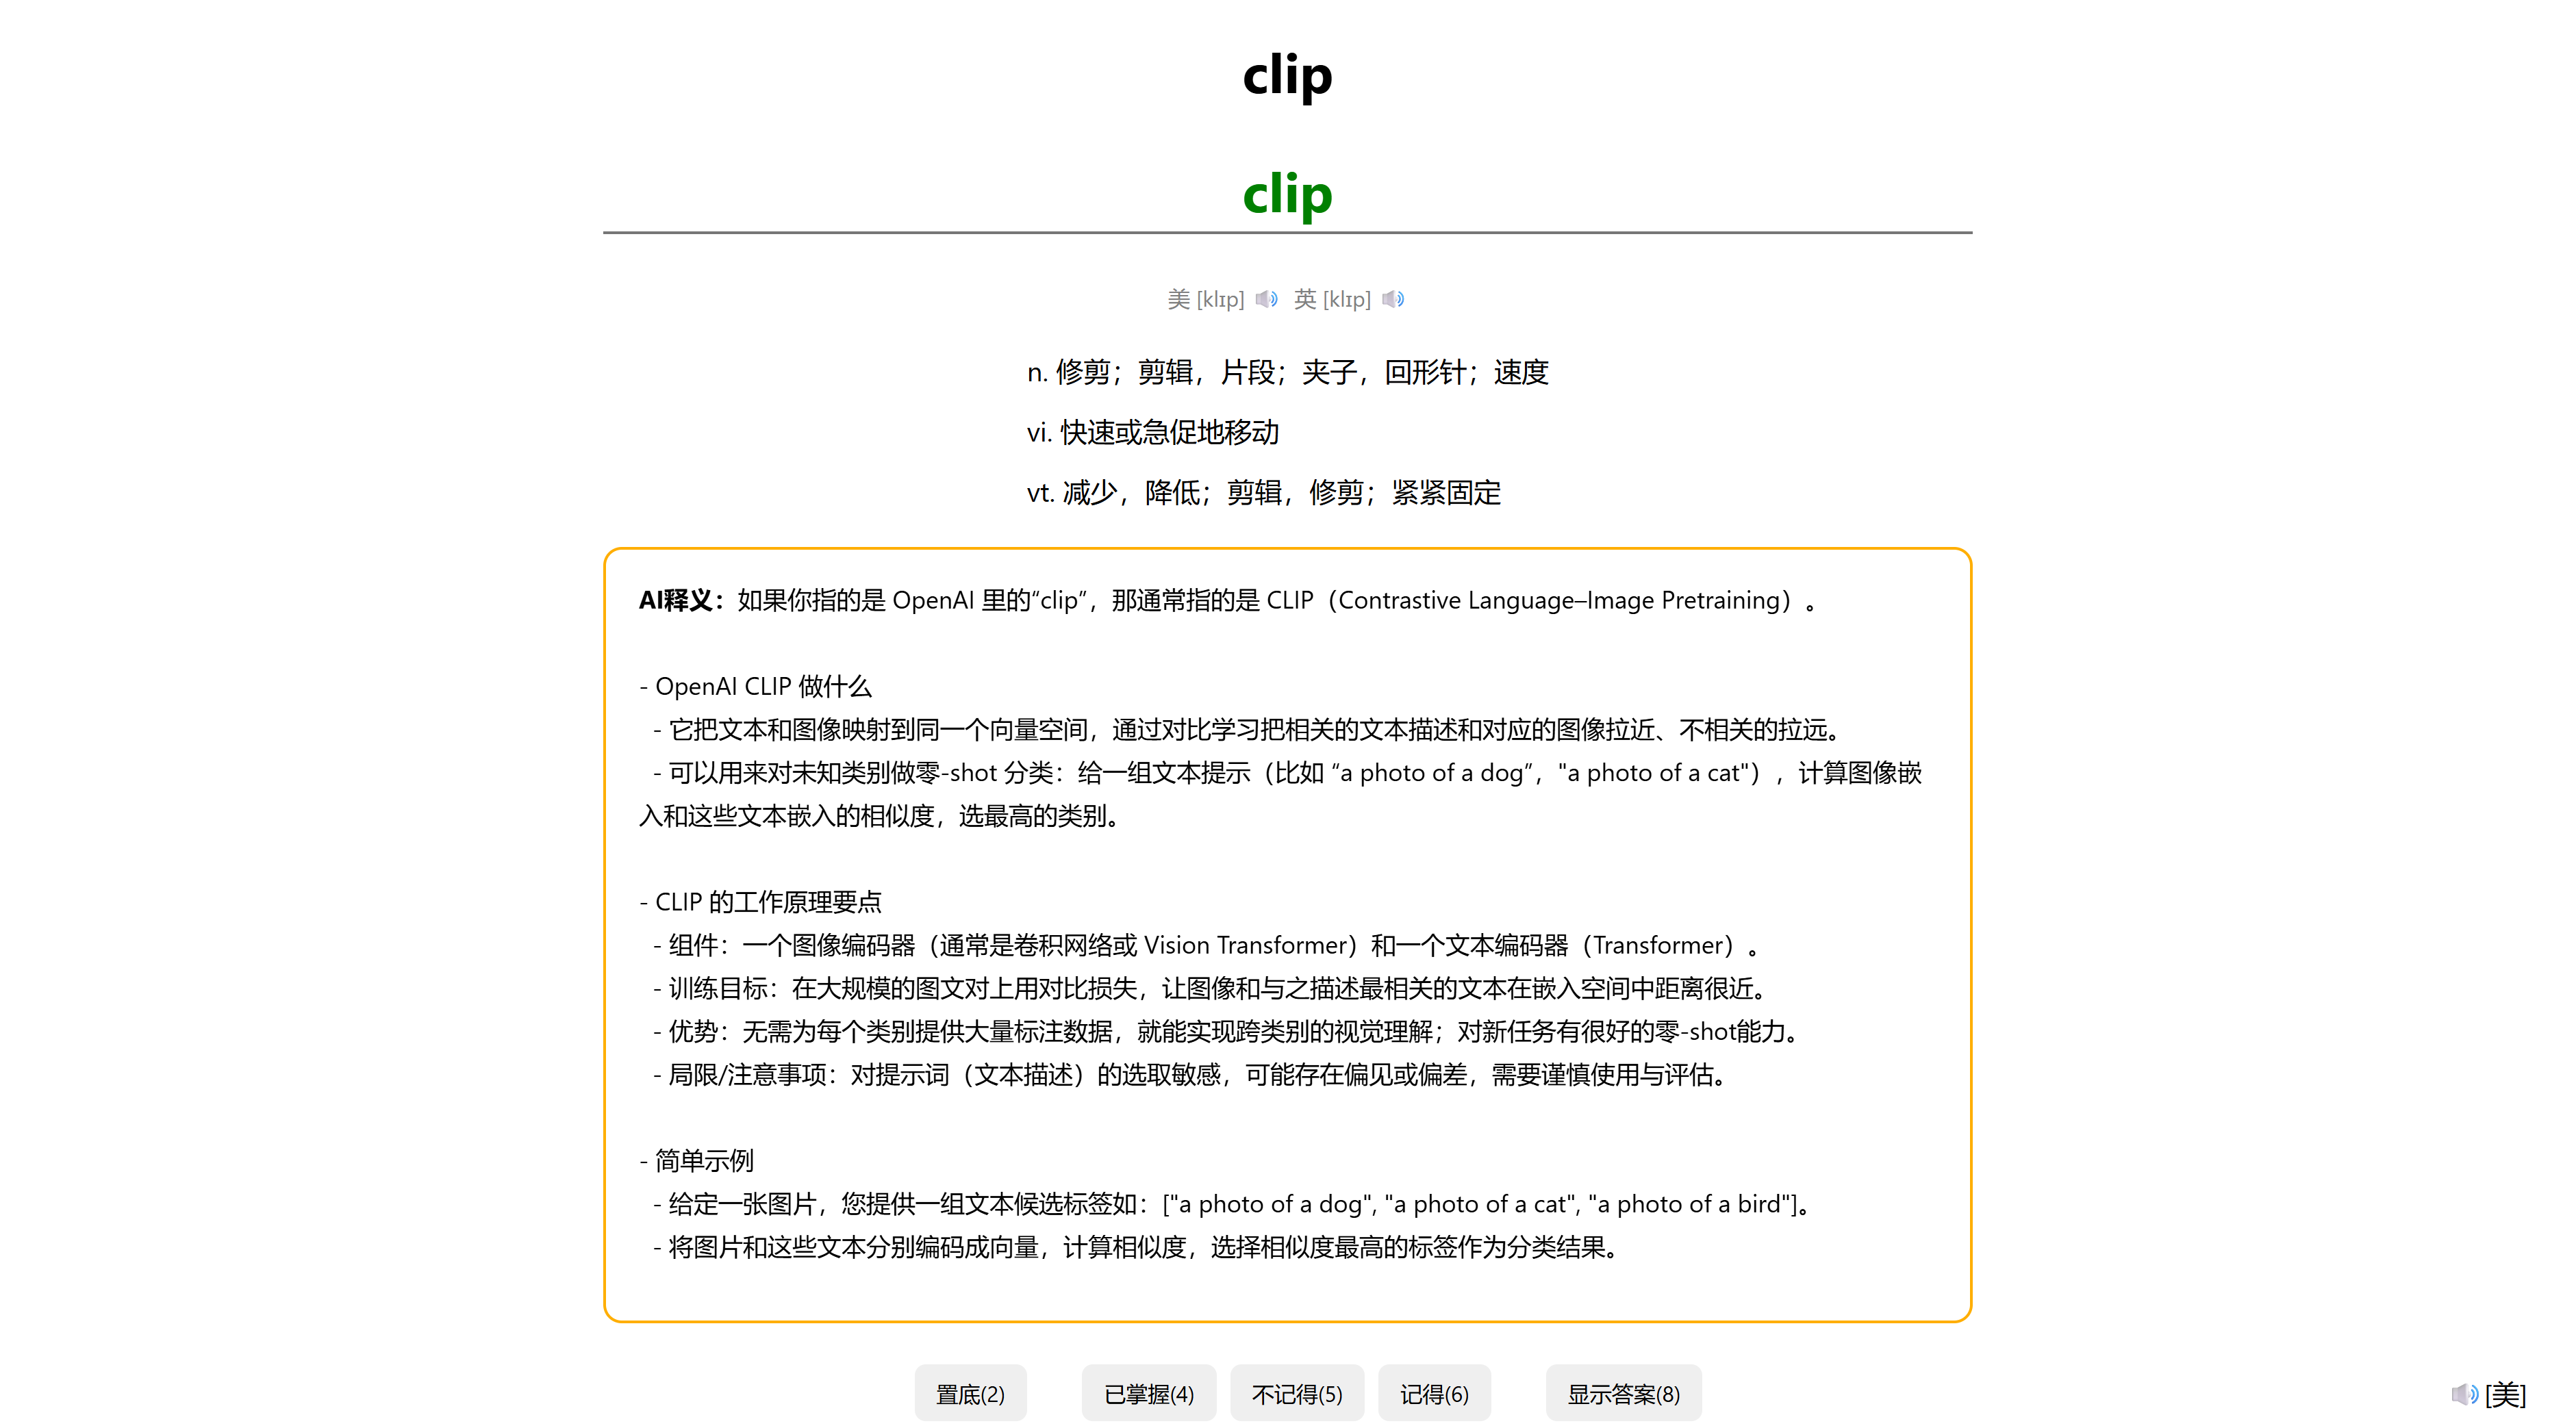 clip
clip
美 [klɪp] 英 [klɪp]
n. 修剪；剪辑，片段；夹子，回形针；速度
vi. 快速或急促地移动
vt. 减少，降低；剪辑，修剪；紧紧固定
AI释义：如果你指的是 OpenAI 里的“clip”，那通常指的是 CLIP（Contrastive Language–Image Pretraining）。
- OpenAI CLIP 做什么
- 它把文本和图像映射到同一个向量空间，通过对比学习把相关的文本描述和对应的图像拉近、不相关的拉远。
- 可以用来对未知类别做零-shot 分类：给一组文本提示（比如 “a photo of a dog”，"a photo of a cat"），计算图像嵌
入和这些文本嵌入的相似度，选最高的类别。
- CLIP 的工作原理要点
- 组件：一个图像编码器（通常是卷积网络或 Vision Transformer）和一个文本编码器（Transformer）。
- 训练目标：在大规模的图文对上用对比损失，让图像和与之描述最相关的文本在嵌入空间中距离很近。
- 优势：无需为每个类别提供大量标注数据，就能实现跨类别的视觉理解；对新任务有很好的零-shot能力。
- 局限/注意事项：对提示词（文本描述）的选取敏感，可能存在偏见或偏差，需要谨慎使用与评估。
- 简单示例
- 给定一张图片，您提供一组文本候选标签如：["a photo of a dog", "a photo of a cat", "a photo of a bird"]。
- 将图片和这些文本分别编码成向量，计算相似度，选择相似度最高的标签作为分类结果。
置底(2) 已掌握(4) 不记得(5) 记得(6) 显示答案(8) [美]